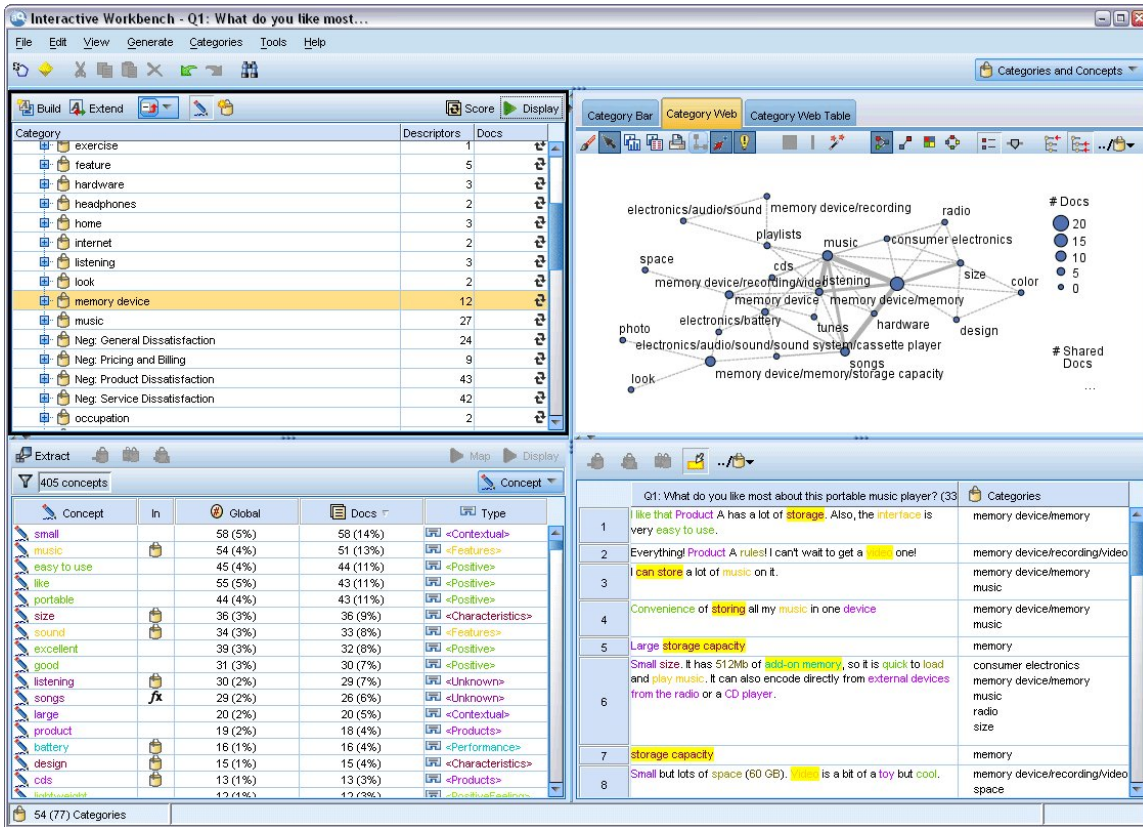 Interactive Workbench - Q1: What do you like most...
File Edit View Generate Categories Tools Help
Categories and Concepts
Build Extend Score Display
Category Descriptors Docs
exercise 1
feature 5
hardware 3
headphones 2
home 3
internet 2
listening 3
look 2
memory device 12
music 27
Neg: General Dissatisfaction 24
Neg: Pricing and Billing 9
Neg: Product Dissatisfaction 43
Neg: Service Dissatisfaction 42
occupation 2
Category Bar Category Web Category Web Table
../
# Docs
electronics/audio/sound memory device/recording radio
20
playlists music consumer electronics
15
space cds size
10
memory device/recording/video listening color
5
memory device memory device/memory
0
electronics/battery tunes hardware design
photo
electronics/audio/sound/sound system/cassette player
# Shared
songs
Docs
look memory device/memory/storage capacity
...
Extract Map Display
405 concepts Concept
Concept In Global Docs Type
small 58 (5%) 58 (14%) <Contextual>
music 54 (4%) 51 (13%) <Features>
easy to use 45 (4%) 44 (11%) <Positive>
like 55 (5%) 43 (11%) <Positive>
portable 44 (4%) 43 (11%) <Positive>
size 36 (3%) 36 (9%) <Characteristics>
sound 34 (3%) 33 (8%) <Features>
excellent 39 (3%) 32 (8%) <Positive>
good 31 (3%) 30 (7%) <Positive>
listening 30 (2%) 29 (7%) <Unknown>
songs fx 29 (2%) 26 (6%) <Unknown>
large 20 (2%) 20 (5%) <Contextual>
product 19 (2%) 18 (4%) <Products>
battery 16 (1%) 16 (4%) <Performance>
design 15 (1%) 15 (4%) <Characteristics>
cds 13 (1%) 13 (3%) <Products>
lightweight 12 (1%) 12 (3%) <PositiveFeeling>
../
Q1: What do you like most about this portable music player? (33 Categories
1 I like that Product A has a lot of storage. Also, the interface is memory device/memory
very easy to use.
2 Everything! Product A rules! I can't wait to get a video one! memory device/recording/video
3 I can store a lot of music on it. memory device/memory
music
4 Convenience of storing all my music in one device memory device/memory
music
5 Large storage capacity memory
6 Small size. It has 512Mb of add-on memory, so it is quick to load consumer electronics
and play music. It can also encode directly from external devices memory device/memory
from the radio or a CD player. music
radio
size
7 storage capacity memory
8 Small but lots of space (60 GB). Video is a bit of a toy but cool. memory device/recording/video
space
54 (77) Categories